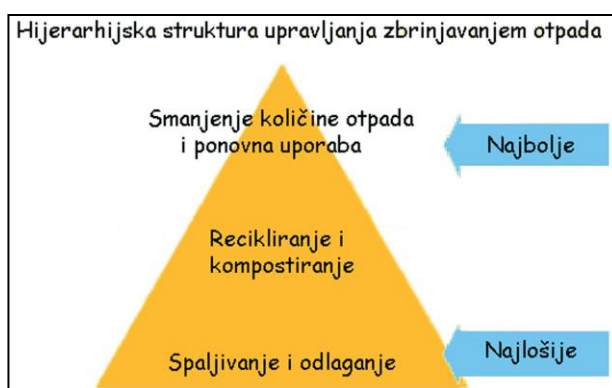 Hijerarhijska struktura upravljanja zbrinjavanjem otpada
Smanjenje količine otpada
i ponovna uporaba
Najbolje
Recikliranje i
kompostiranje
Spaljivanje i odlaganje
Najlošije